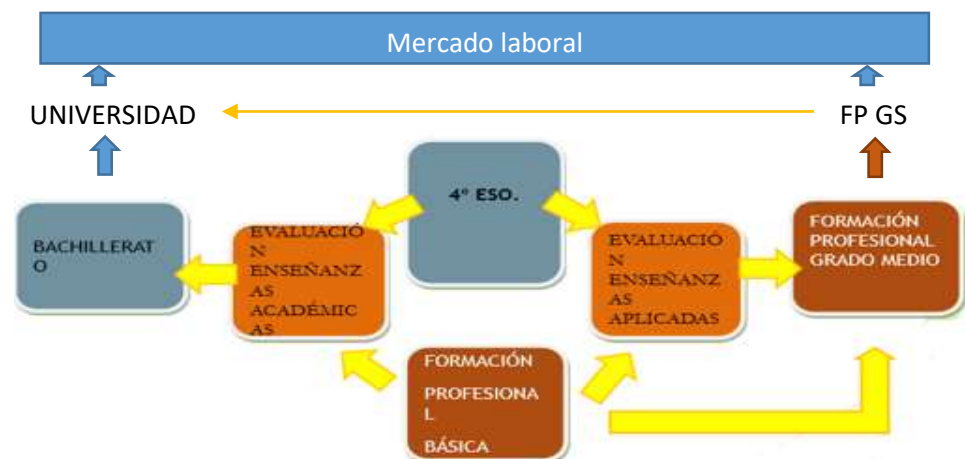 Mercado laboral
UNIVERSIDAD
FP GS
4º ESO.
BACHILLERAT
O
EVALUACIÓ
N
ENSEÑANZ
AS
ACADÉMIC
AS
EVALUACIÓ
N
ENSEÑANZ
AS
APLICADAS
FORMACIÓN
PROFESIONAL
GRADO MEDIO
FORMACIÓN
PROFESIONA
L
BÁSICA